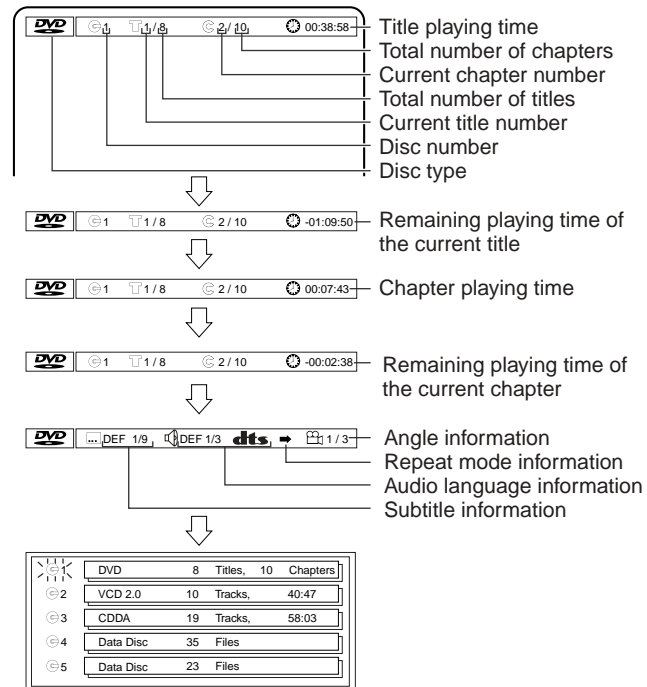 DVD 1 T 1 / 8 C 2 / 10 00:38:58
Title playing time
Total number of chapters
Current chapter number
Total number of titles
Current title number
Disc number
Disc type
DVD 1 T 1 / 8 C 2 / 10 -01:09:50
Remaining playing time of
the current title
DVD 1 T 1 / 8 C 2 / 10 00:07:43
Chapter playing time
DVD 1 T 1 / 8 C 2 / 10 -00:02:38
Remaining playing time of
the current chapter
DVD ... DEF 1/9 DEF 1/3 dts 1 / 3
Angle information
Repeat mode information
Audio language information
Subtitle information
1 DVD 8 Titles, 10 Chapters
2 VCD 2.0 10 Tracks, 40:47
3 CDDA 19 Tracks, 58:03
4 Data Disc 35 Files
5 Data Disc 23 Files